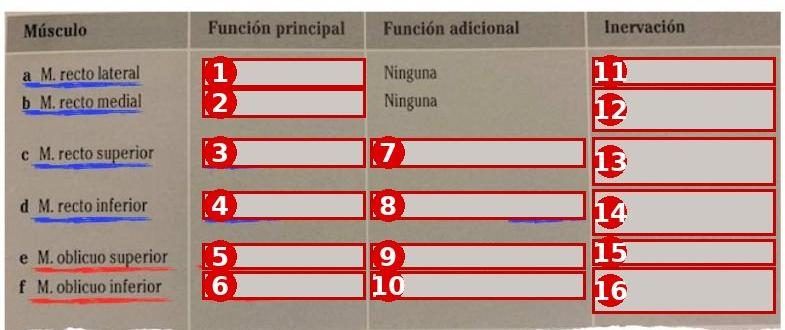 Músculo Función principal Función adicional Inervación
a M. recto lateral 1 Ninguna 11
b M. recto medial 2 Ninguna 12
c M. recto superior 3 7 13
d M. recto inferior 4 8 14
e M. oblicuo superior 5 9 15
f M. oblicuo inferior 6 10 16